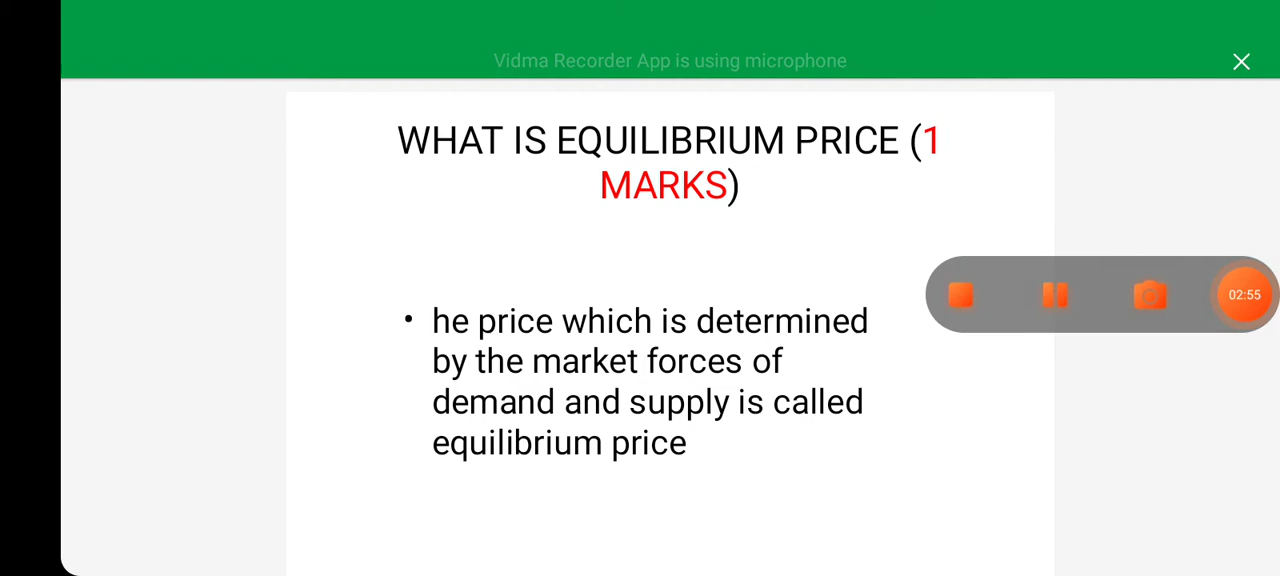 Vidma Recorder App is using microphone
WHAT IS EQUILIBRIUM PRICE (1
MARKS)
02:55
• he price which is determined
by the market forces of
demand and supply is called
equilibrium price